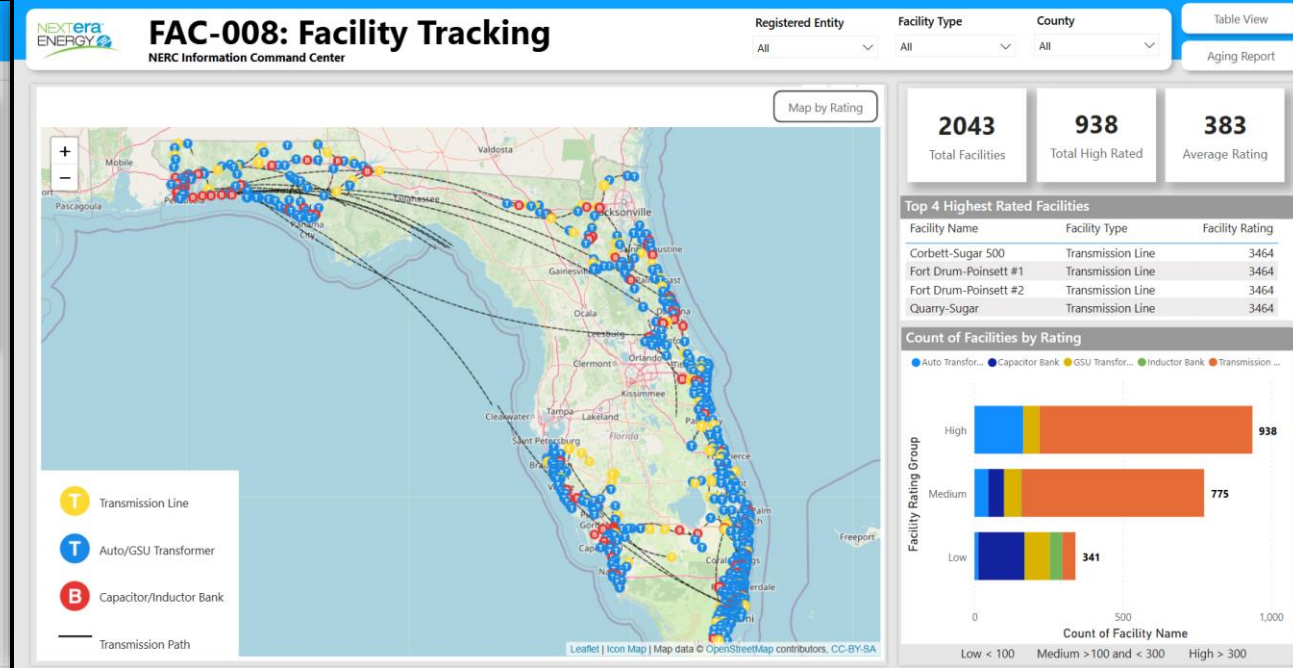 NEXTera
ENERGY
FAC-008: Facility Tracking
NERC Information Command Center
Registered Entity
All
Facility Type
All
County
All
Table View
Aging Report
Map by Rating
+
−
Mobile
Pascagoula
Valdosta
Tallahassee
Panama
City
Gainesville
Ocala
Leesburg
Orlando
Clermont
Kissimmee
Clearwater
Tampa
Lakeland
Saint Petersburg
Florida
Freeport
T Transmission Line
T Auto/GSU Transformer
B Capacitor/Inductor Bank
Transmission Path
Leaflet | Icon Map | Map data © OpenStreetMap contributors, CC-BY-SA
2043
Total Facilities
938
Total High Rated
383
Average Rating
Top 4 Highest Rated Facilities
Facility Name Facility Type Facility Rating
Corbett-Sugar 500 Transmission Line 3464
Fort Drum-Poinsett #1 Transmission Line 3464
Fort Drum-Poinsett #2 Transmission Line 3464
Quarry-Sugar Transmission Line 3464
Count of Facilities by Rating
Auto Transfor... Capacitor Bank GSU Transfor... Inductor Bank Transmission ...
Facility Rating Group
High 938
Medium 775
Low 341
0 500 1,000
Count of Facility Name
Low < 100 Medium >100 and < 300 High > 300